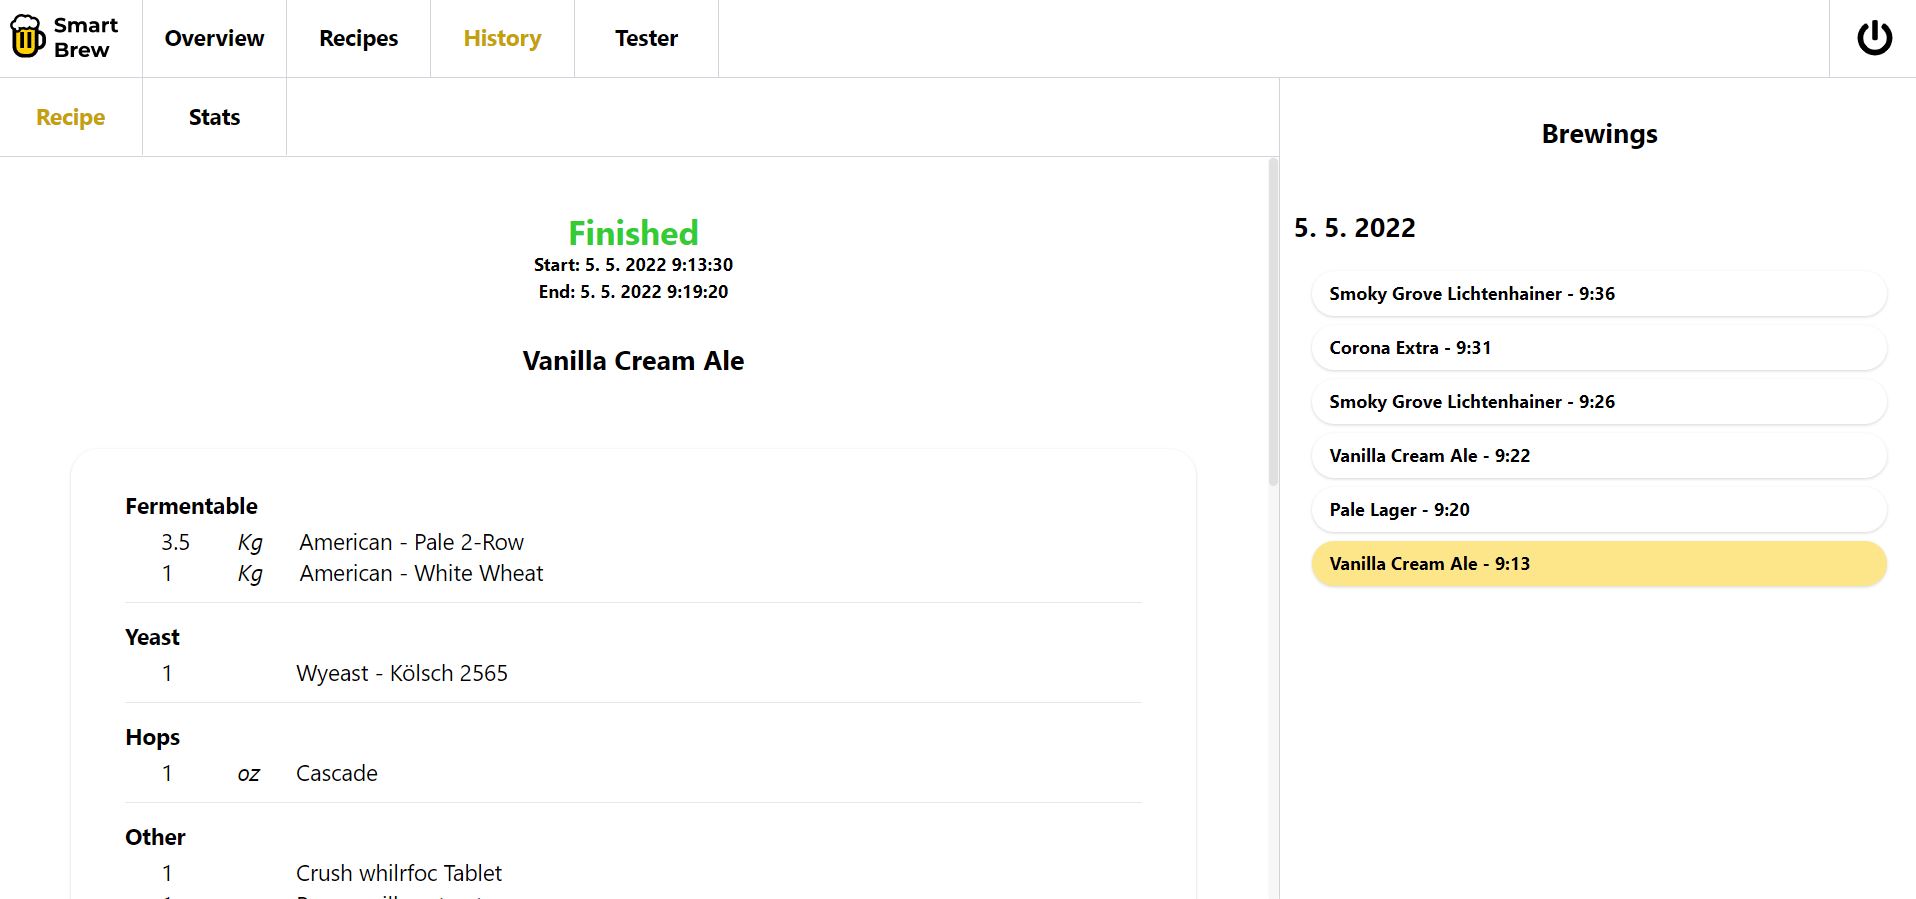 Smart
Brew
Overview
Recipes
History
Tester
Recipe
Stats
Finished
Start: 5. 5. 2022 9:13:30
End: 5. 5. 2022 9:19:20
Vanilla Cream Ale
Fermentable
3.5 Kg American - Pale 2-Row
1 Kg American - White Wheat
Yeast
1 Wyeast - Kölsch 2565
Hops
1 oz Cascade
Other
1 Crush whilrfoc Tablet
Brewings
5. 5. 2022
Smoky Grove Lichtenhainer - 9:36
Corona Extra - 9:31
Smoky Grove Lichtenhainer - 9:26
Vanilla Cream Ale - 9:22
Pale Lager - 9:20
Vanilla Cream Ale - 9:13